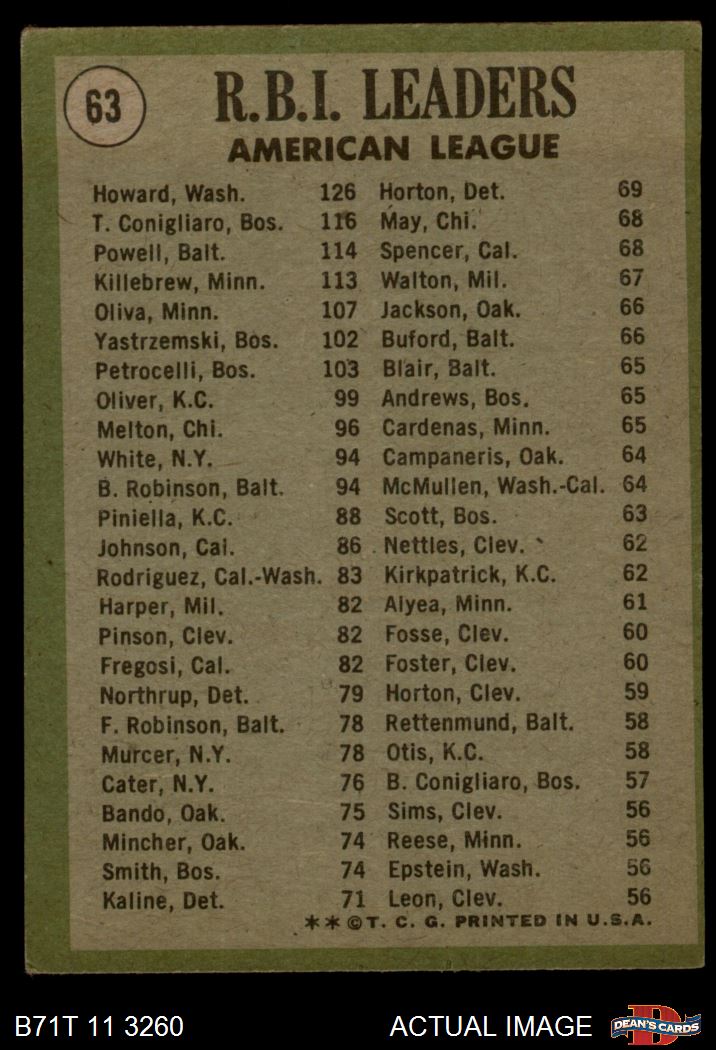 63
R.B.I. LEADERS
AMERICAN LEAGUE
Howard, Wash. 126
T. Conigliaro, Bos. 116
Powell, Balt. 114
Killebrew, Minn. 113
Oliva, Minn. 107
Yastrzemski, Bos. 102
Petrocelli, Bos. 103
Oliver, K.C. 99
Melton, Chi. 96
White, N.Y. 94
B. Robinson, Balt. 94
Piniella, K.C. 88
Johnson, Cal. 86
Rodriguez, Cal.-Wash. 83
Harper, Mil. 82
Pinson, Clev. 82
Fregosi, Cal. 82
Northrup, Det. 79
F. Robinson, Balt. 78
Murcer, N.Y. 78
Cater, N.Y. 76
Bando, Oak. 75
Mincher, Oak. 74
Smith, Bos. 74
Kaline, Det. 71
Horton, Det. 69
May, Chi. 68
Spencer, Cal. 68
Walton, Mil. 67
Jackson, Oak. 66
Buford, Balt. 66
Blair, Balt. 65
Andrews, Bos. 65
Cardenas, Minn. 65
Campaneris, Oak. 64
McMullen, Wash.-Cal. 64
Scott, Bos. 63
Nettles, Clev. 62
Kirkpatrick, K.C. 62
Alyea, Minn. 61
Fosse, Clev. 60
Foster, Clev. 60
Horton, Clev. 59
Rettenmund, Balt. 58
Otis, K.C. 58
B. Conigliaro, Bos. 57
Sims, Clev. 56
Reese, Minn. 56
Epstein, Wash. 56
Leon, Clev. 56
**©T. C. G. PRINTED IN U.S.A.
B71T 11 3260
ACTUAL IMAGE
D
DEAN'S CARDS